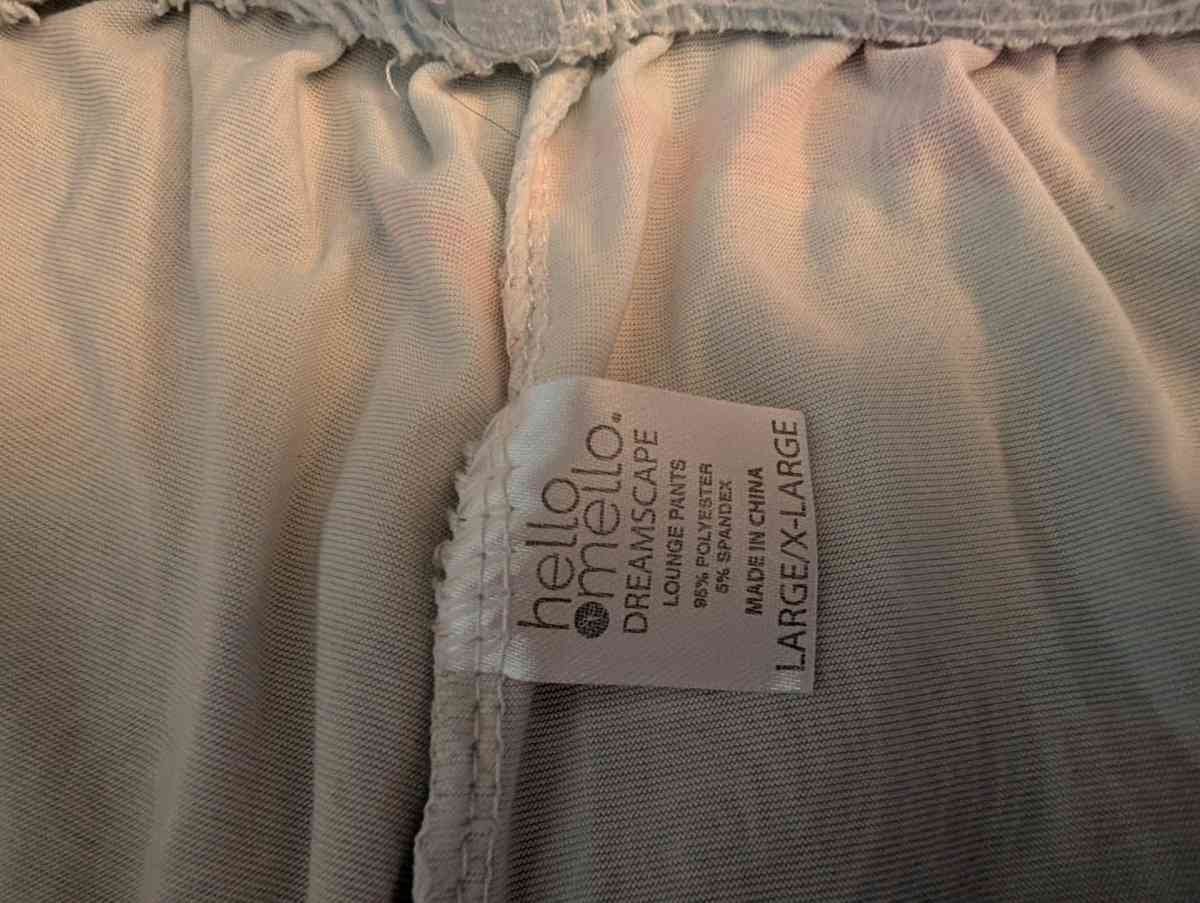 hello
mello®
DREAMSCAPE
LOUNGE PANTS
95% POLYESTER
5% SPANDEX
MADE IN CHINA
LARGE/X-LARGE